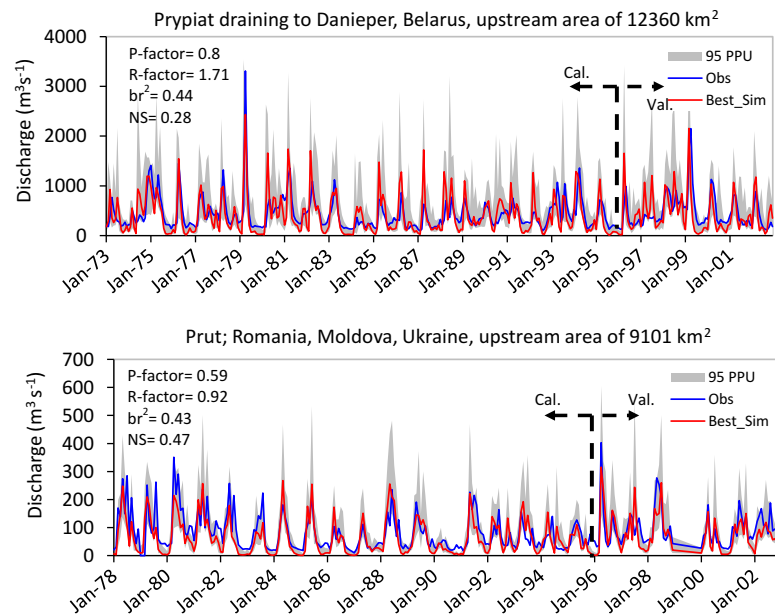 Prypiat draining to Danieper, Belarus, upstream area of 12360 km²
Discharge (m³s⁻¹)
4000
3000
2000
1000
0
P-factor= 0.8
R-factor= 1.71
br²= 0.44
NS= 0.28
Cal.
Val.
95 PPU
Obs
Best_Sim
Jan-73
Jan-75
Jan-77
Jan-79
Jan-81
Jan-83
Jan-85
Jan-87
Jan-89
Jan-91
Jan-93
Jan-95
Jan-97
Jan-99
Jan-01
Prut; Romania, Moldova, Ukraine, upstream area of 9101 km²
Discharge (m³ s⁻¹)
700
600
500
400
300
200
100
0
P-factor= 0.59
R-factor= 0.92
br²= 0.43
NS= 0.47
Cal.
Val.
95 PPU
Obs
Best_Sim
Jan-78
Jan-80
Jan-82
Jan-84
Jan-86
Jan-88
Jan-90
Jan-92
Jan-94
Jan-96
Jan-98
Jan-00
Jan-02